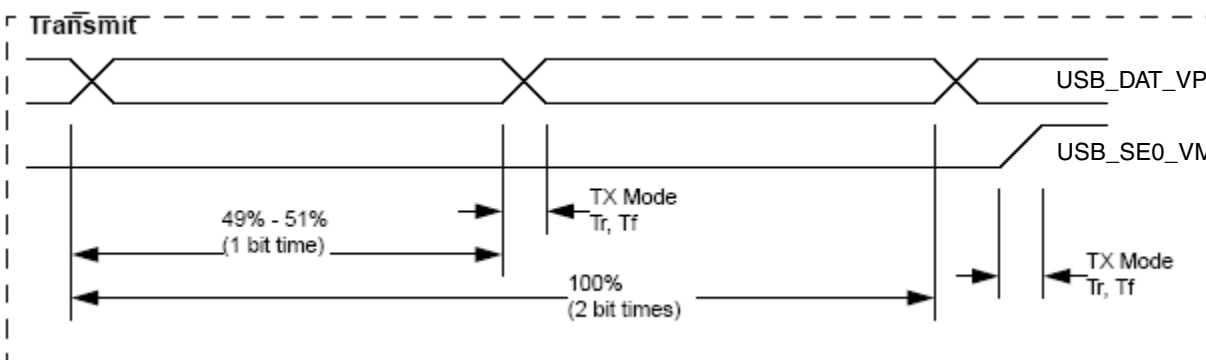 Transmit
USB_DAT_VP
USB_SE0_VM
TX Mode
Tr, Tf
49% - 51%
(1 bit time)
100%
(2 bit times)
TX Mode
Tr, Tf